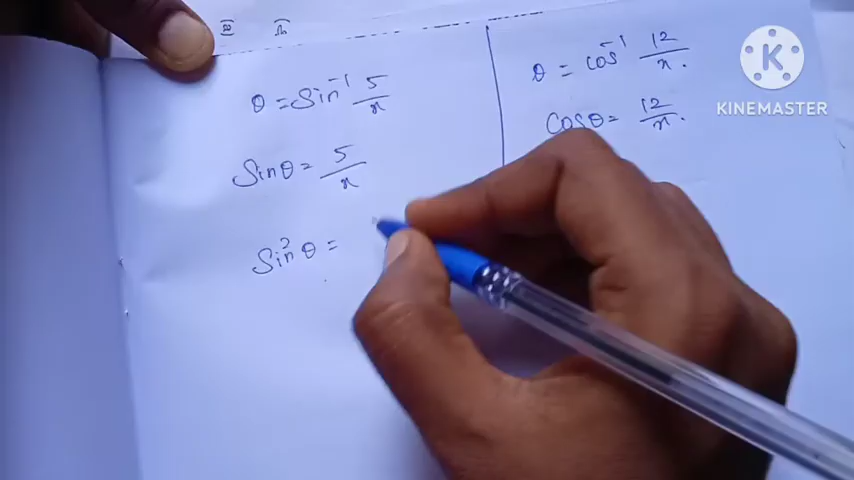 θ = Sin⁻¹ 5/x
Sinθ = 5/x
Sin²θ =
θ = cos⁻¹ 12/x.
Cosθ = 12/x.
KINEMASTER